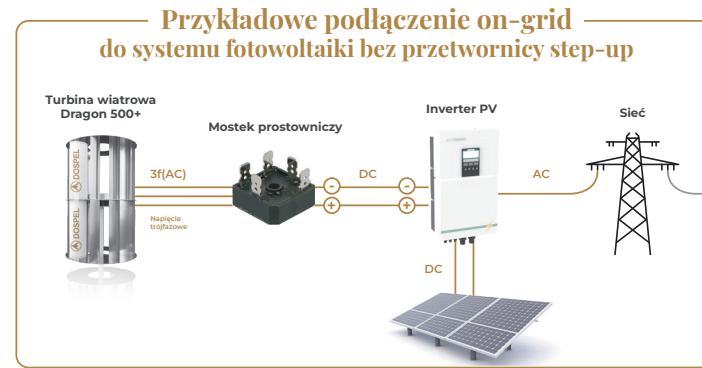 Przykładowe podłączenie on-grid
do systemu fotowoltaiki bez przetwornicy step-up
Turbina wiatrowa
Dragon 500+
Mostek prostowniczy
Inverter PV
Sieć
DOSPEL
DOSPEL
3f(AC)
Napięcie
trójfazowe
- DC -
+ +
AC
DC